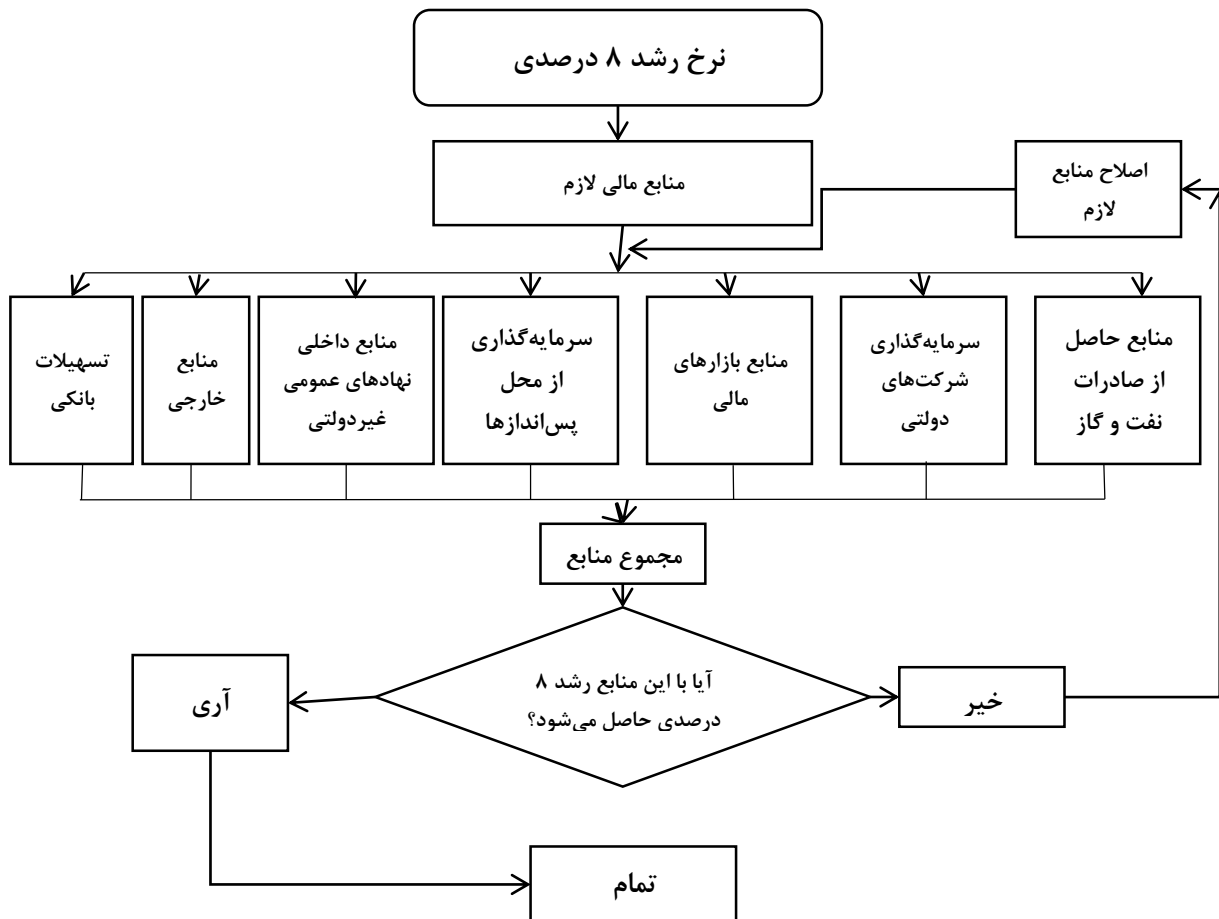 نرخ رشد ۸ درصدی
منابع مالی لازم
اصلاح منابع
لازم
منابع حاصل
از صادرات
نفت و گاز
سرمایه‌گذاری
شرکت‌های
دولتی
منابع بازارهای
مالی
سرمایه‌گذاری
از محل
پس‌اندازها
منابع داخلی
نهادهای عمومی
غیردولتی
منابع
خارجی
تسهیلات
بانکی
مجموع منابع
آیا با این منابع رشد ۸
درصدی حاصل می‌شود؟
خیر
آری
تمام